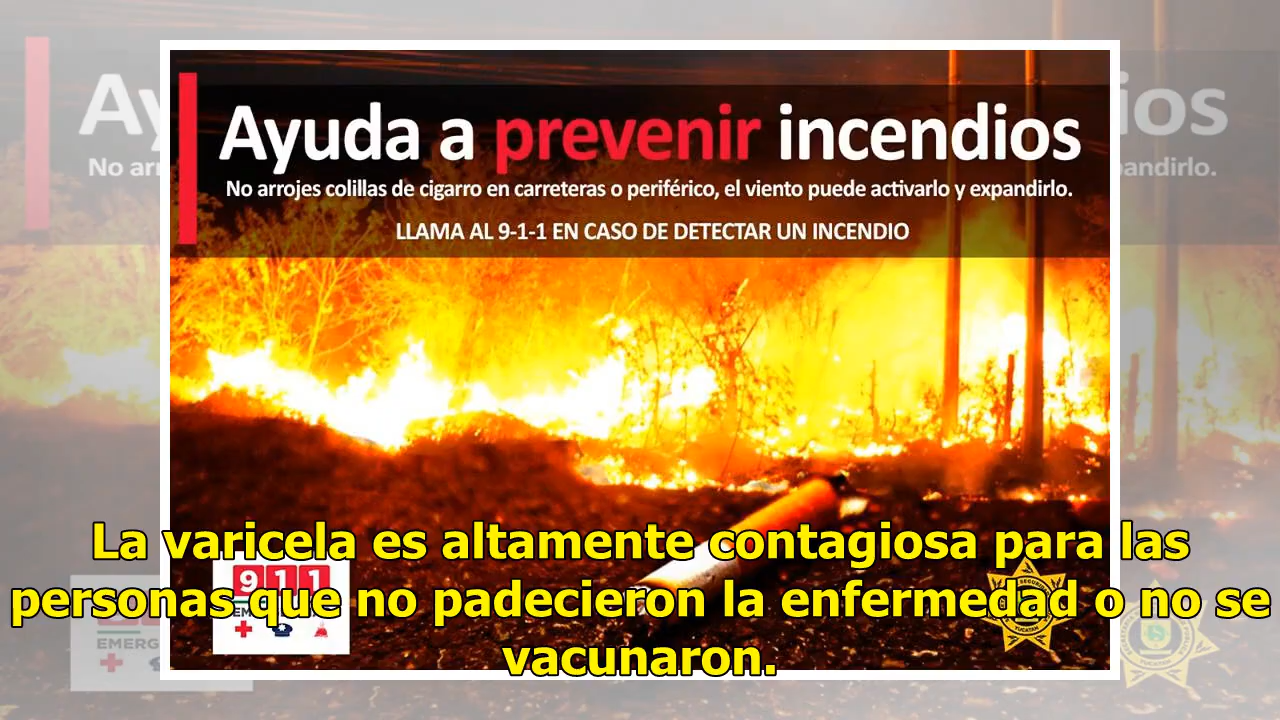 Ayuda a prevenir incendios
No arrojes colillas de cigarro en carreteras o periférico, el viento puede activarlo y expandirlo.
LLAMA AL 9-1-1 EN CASO DE DETECTAR UN INCENDIO
La varicela es altamente contagiosa para las
personas que no padecieron la enfermedad o no se
vacunaron.
911
YUCATÁN